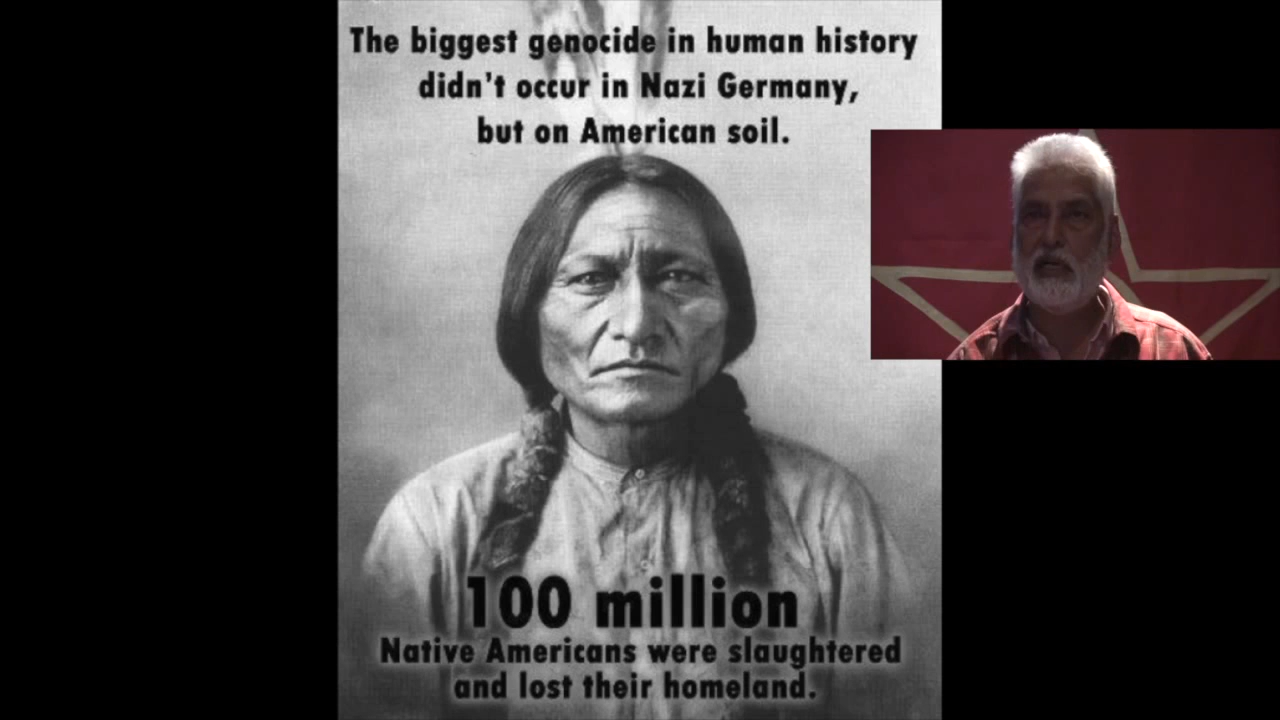 The biggest genocide in human history
didn't occur in Nazi Germany,
but on American soil.
100 million
Native Americans were slaughtered
and lost their homeland.